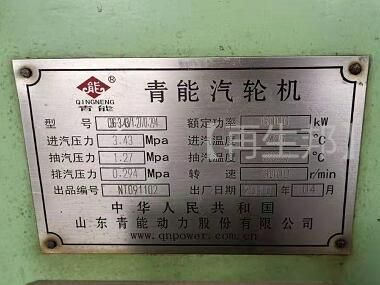 青能汽轮机
QINGNENG
青能
型 号 额定功率 kW
进汽压力 3.43 Mpa 进汽温度 ℃
抽汽压力 1.27 Mpa 抽汽温度 ℃
排汽压力 0.294 Mpa 转 速 r/min
出品编号 NT091102 出厂日期 年 04 月
中华人民共和国
山东青能动力股份有限公司
www.qnpower.com.cn
再生邦